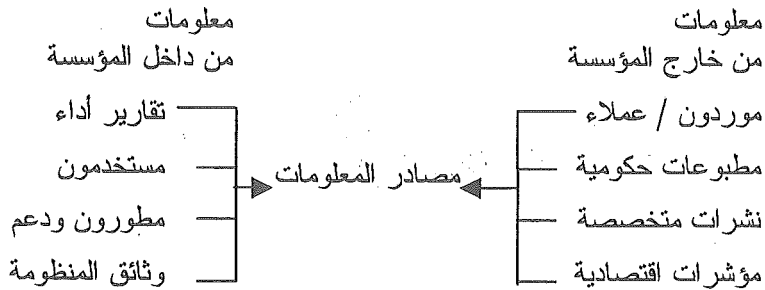 معلومات
من خارج المؤسسة
موردون / عملاء
مطبوعات حكومية
نشرات متخصصة
مؤشرات اقتصادية
مصادر المعلومات
معلومات
من داخل المؤسسة
تقارير أداء
مستخدمون
مطورون ودعم
وثائق المنظومة